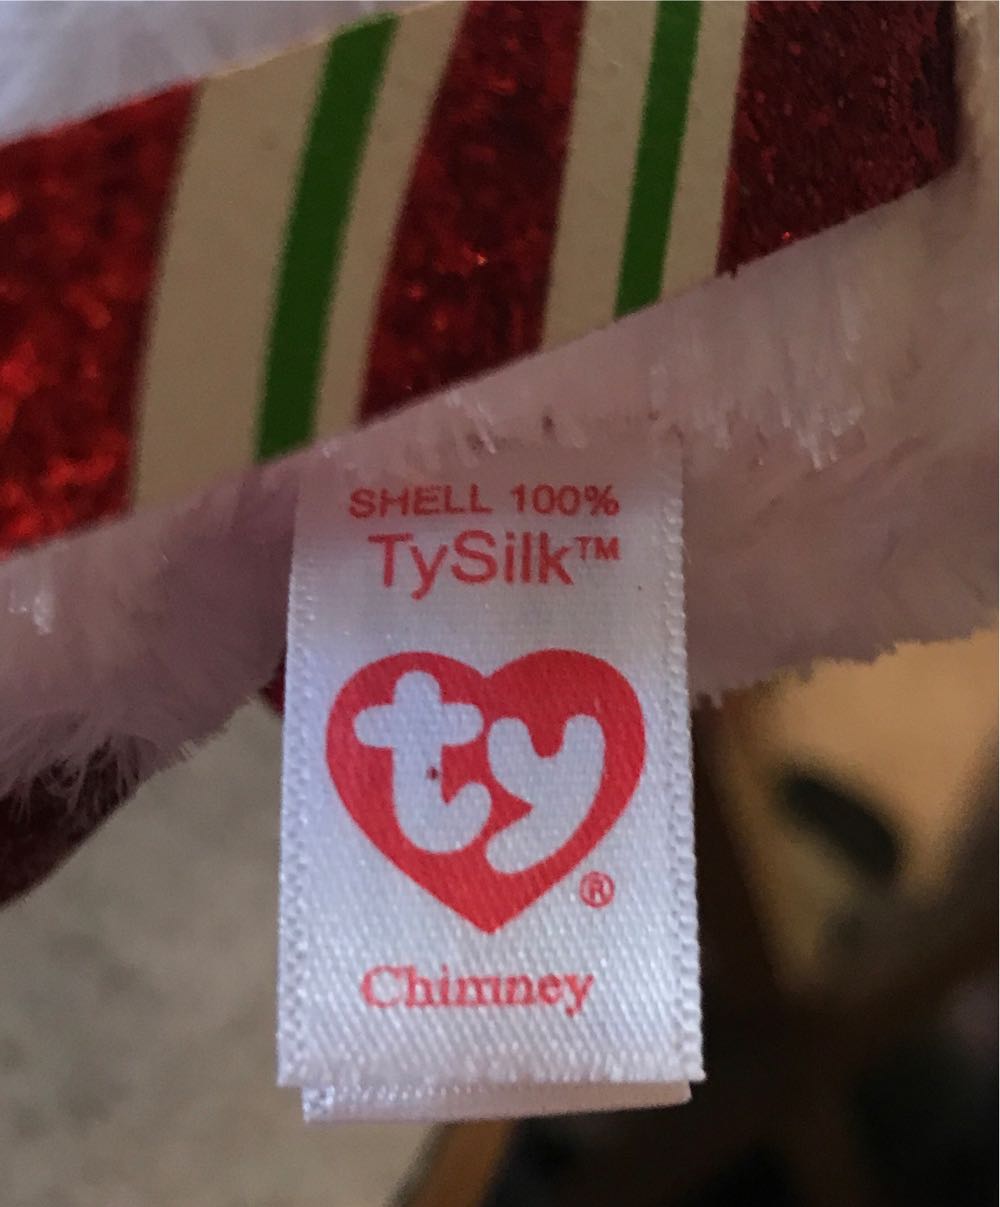 SHELL 100%
TySilk™
ty
®
Chimney